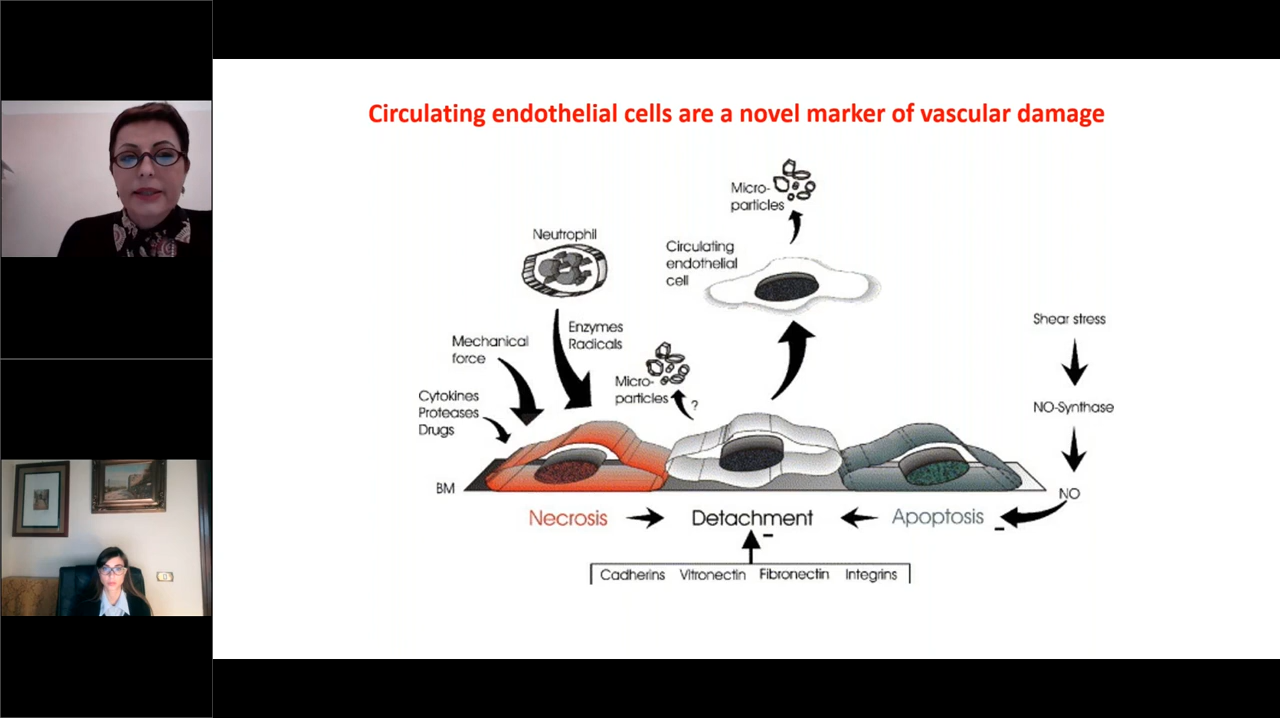 Circulating endothelial cells are a novel marker of vascular damage
Micro-
particles
Neutrophil
Circulating
endothelial
cell
Enzymes
Radicals
Mechanical
force
Micro-
particles
?
Cytokines
Proteases
Drugs
Shear stress
NO-Synthase
NO
BM
Necrosis
Detachment
Apoptosis
Cadherins Vitronectin Fibronectin Integrins